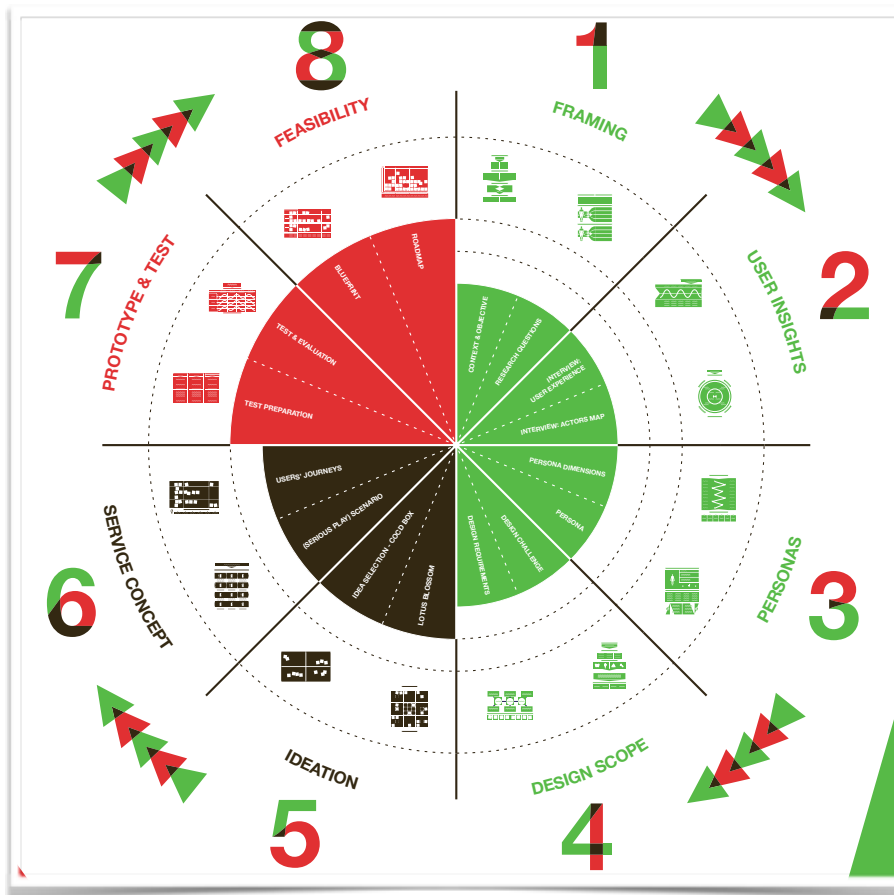 8
1
FEASIBILITY
FRAMING
7
PROTOTYPE & TEST
USER INSIGHTS
2
ROADMAP
BLUEPRINT
TEST & EVALUATION
TEST PREPARATION
CONTEXT & OBJECTIVE
RESEARCH QUESTIONS
INTERVIEW:
USER EXPERIENCE
INTERVIEW: ACTORS MAP
USERS' JOURNEYS
(SERIOUS PLAY) SCENARIO
IDEA SELECTION - COCD BOX
LOTUS BLOSSOM
PERSONA DIMENSIONS
PERSONA
DESIGN CHALLENGE
DESIGN REQUIREMENTS
6
SERVICE CONCEPT
PERSONAS
3
IDEATION
DESIGN SCOPE
5
4